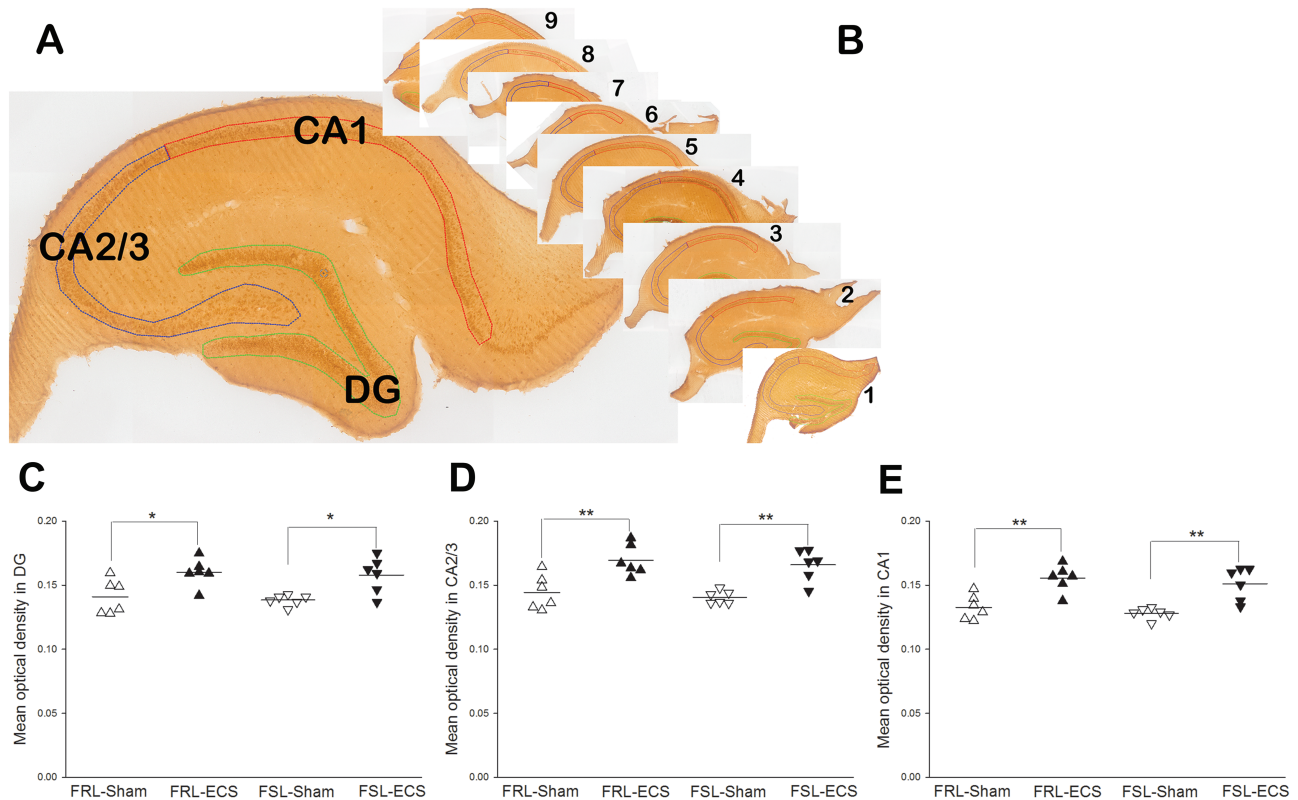 A
B
9
8
7
6
5
4
3
2
1
CA1
CA2/3
DG
C
D
E
Mean optical density in DG
0.20
0.15
0.10
0.05
0.00
*
*
FRL-Sham FRL-ECS FSL-Sham FSL-ECS
Mean optical density in CA2/3
0.20
0.15
0.10
0.05
0.00
**
**
FRL-Sham FRL-ECS FSL-Sham FSL-ECS
Mean optical density in CA1
0.20
0.15
0.10
0.05
0.00
**
**
FRL-Sham FRL-ECS FSL-Sham FSL-ECS